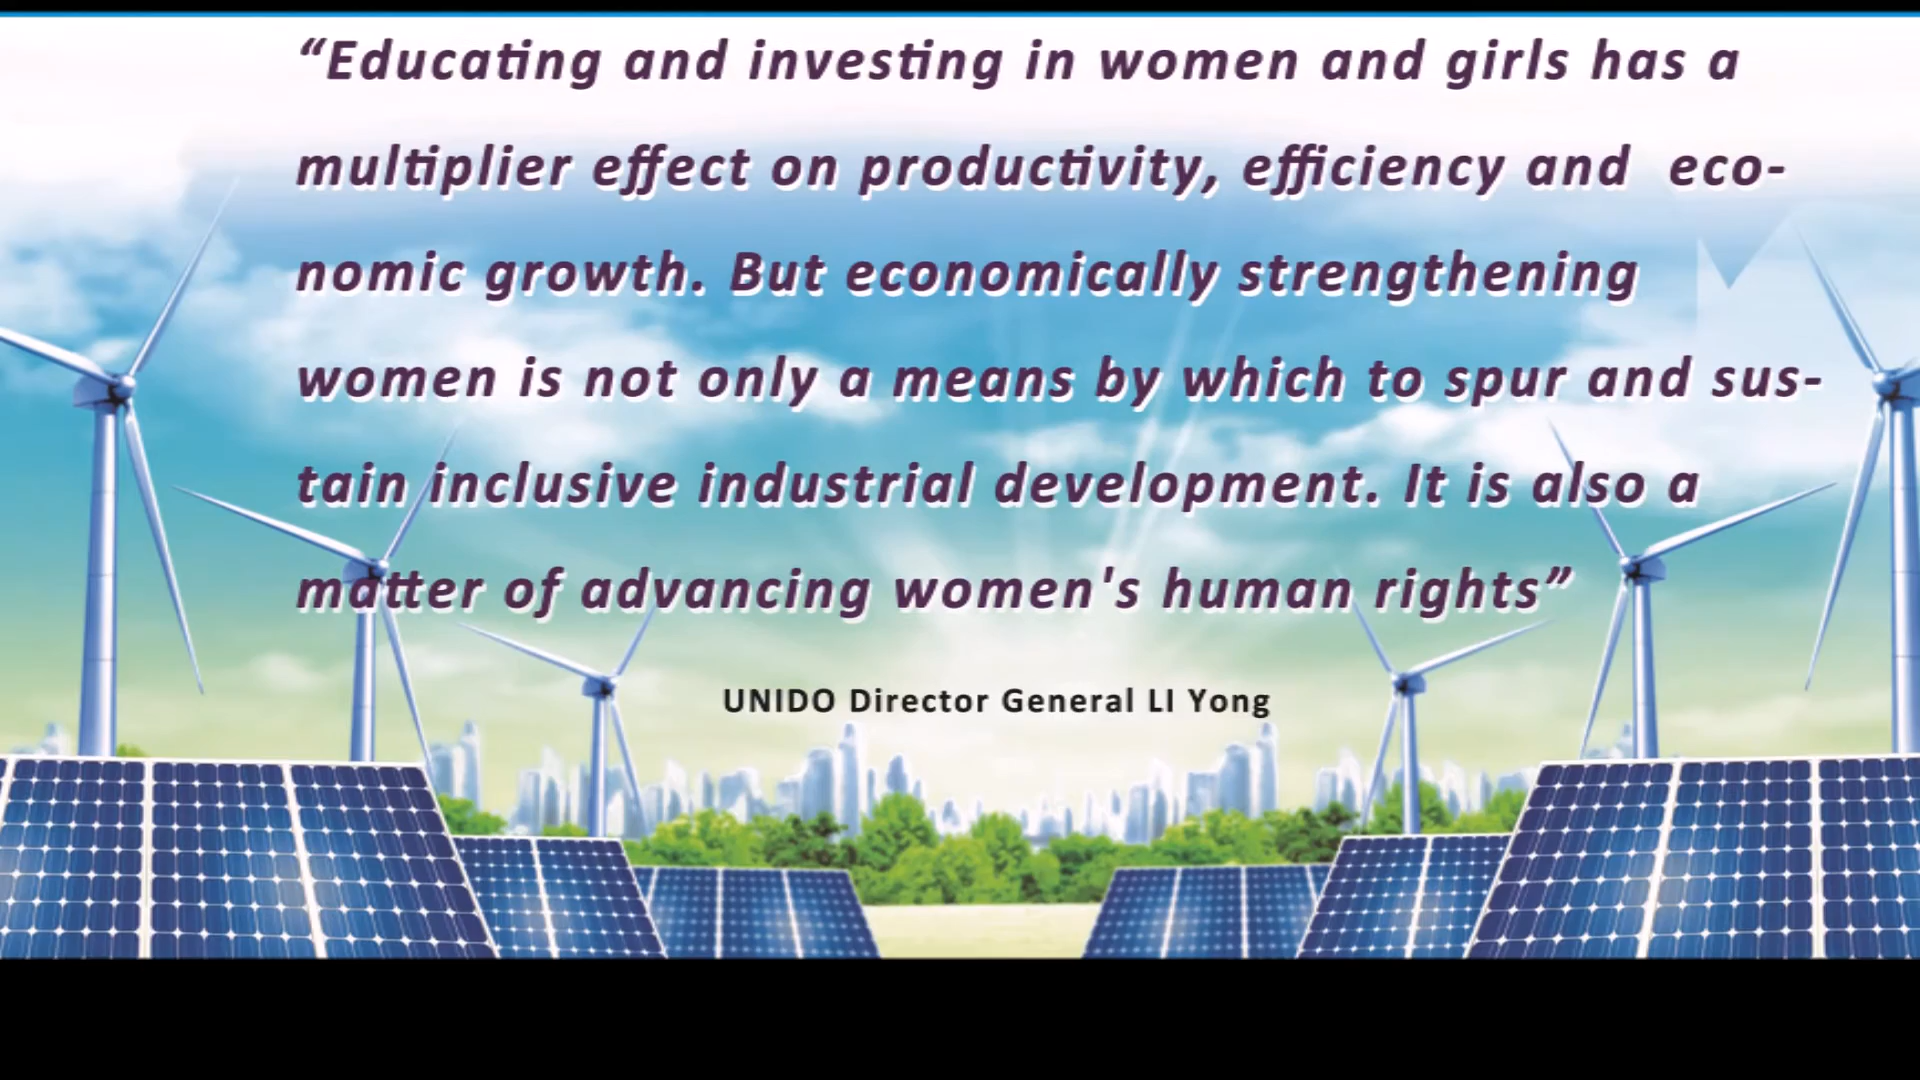 “Educating and investing in women and girls has a
multiplier effect on productivity, efficiency and  eco-
nomic growth. But economically strengthening
women is not only a means by which to spur and sus-
tain inclusive industrial development. It is also a
matter of advancing women's human rights”
UNIDO Director General LI Yong